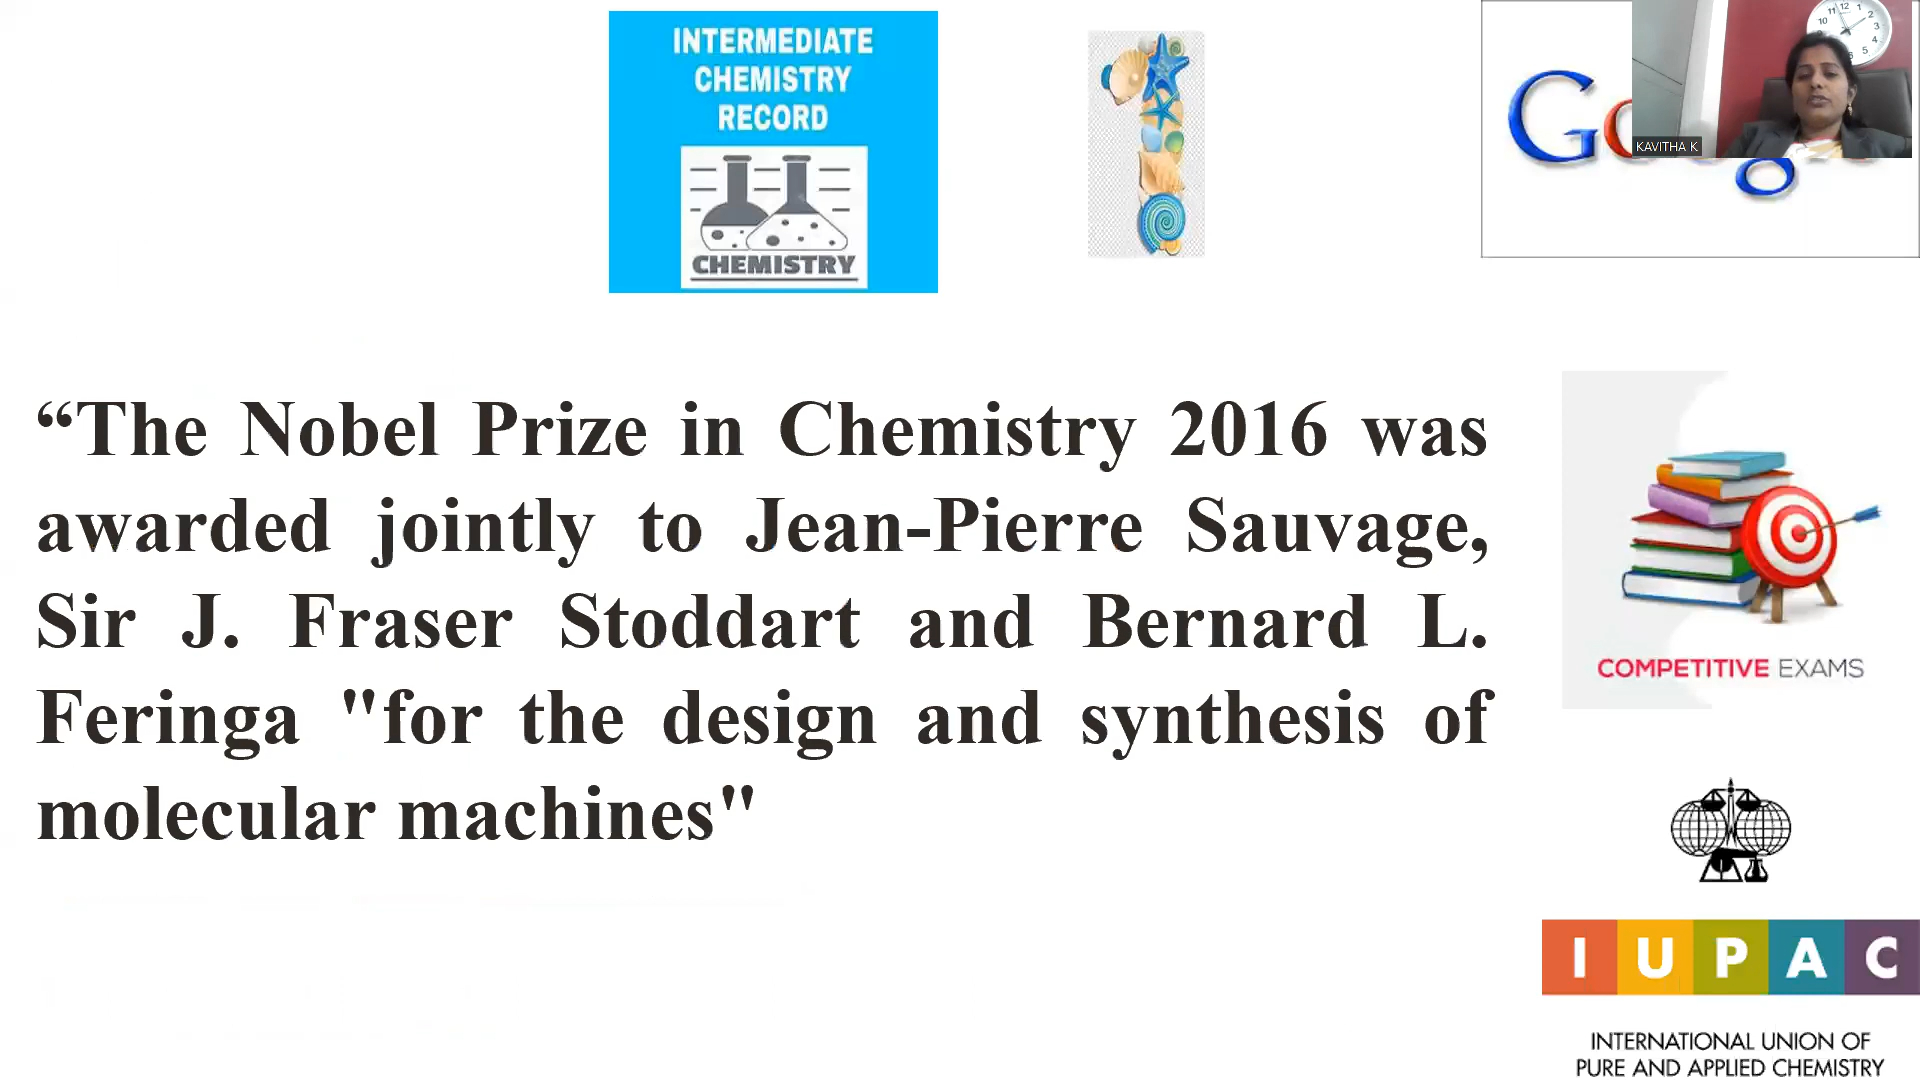 INTERMEDIATE
CHEMISTRY
RECORD
CHEMISTRY
KAVITHA K
“The Nobel Prize in Chemistry 2016 was
awarded jointly to Jean-Pierre Sauvage,
Sir J. Fraser Stoddart and Bernard L.
Feringa "for the design and synthesis of
molecular machines"
COMPETITIVE EXAMS
IUPAC
INTERNATIONAL UNION OF
PURE AND APPLIED CHEMISTRY